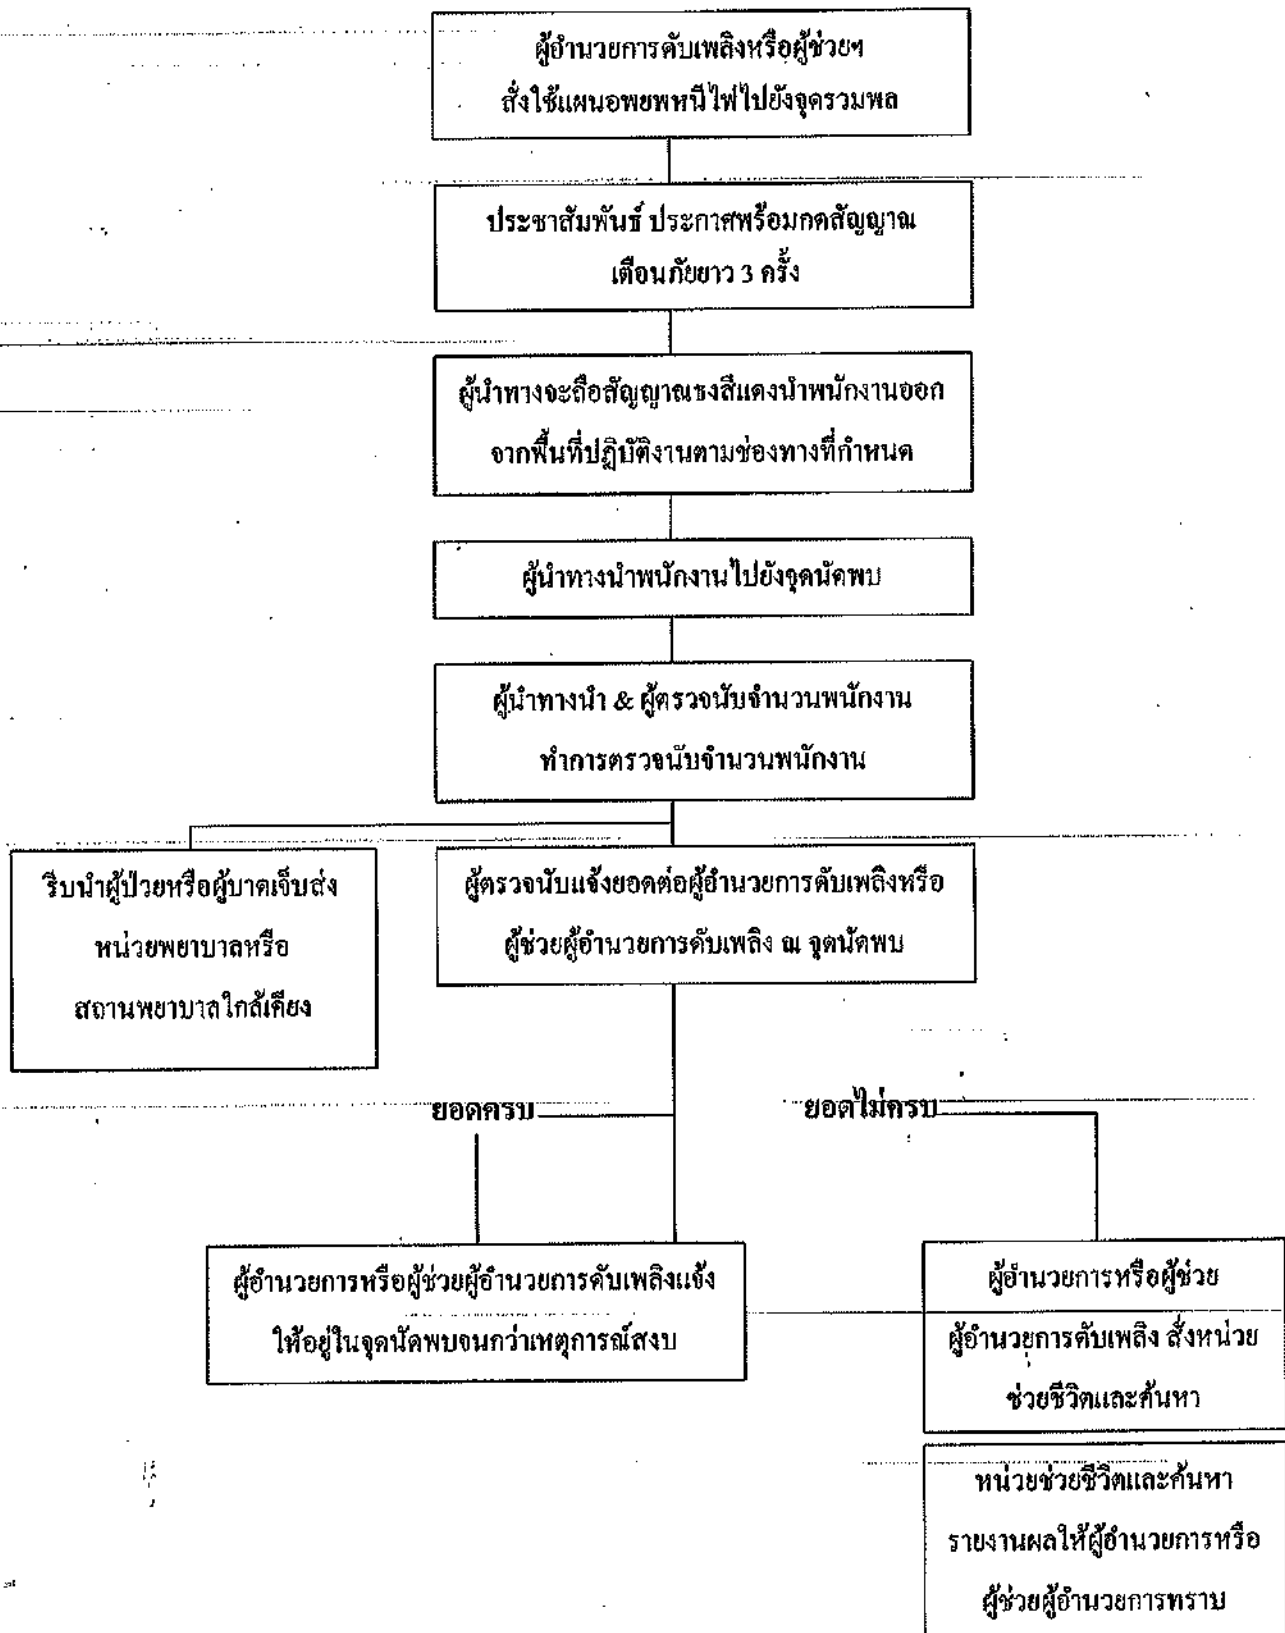 ผู้อำนวยการดับเพลิงหรือผู้ช่วยฯ
สั่งใช้แผนอพยพหนีไฟไปยังจุดรวมพล
ประชาสัมพันธ์ ประกาศพร้อมกดสัญญาณ
เตือนภัยยาว 3 ครั้ง
ผู้นำทางจะถือสัญญาณธงสีแดงนำพนักงานออก
จากพื้นที่ปฏิบัติงานตามช่องทางที่กำหนด
ผู้นำทางนำพนักงานไปยังจุดนัดพบ
ผู้นำทางนำ & ผู้ตรวจนับจำนวนพนักงาน
ทำการตรวจนับจำนวนพนักงาน
รีบนำผู้ป่วยหรือผู้บาดเจ็บส่ง
หน่วยพยาบาลหรือ
สถานพยาบาลใกล้เคียง
ผู้ตรวจนับแจ้งยอดต่อผู้อำนวยการดับเพลิงหรือ
ผู้ช่วยผู้อำนวยการดับเพลิง ณ จุดนัดพบ
ยอดครบ
ยอดไม่ครบ
ผู้อำนวยการหรือผู้ช่วยผู้อำนวยการดับเพลิงแจ้ง
ให้อยู่ในจุดนัดพบจนกว่าเหตุการณ์สงบ
ผู้อำนวยการหรือผู้ช่วย
ผู้อำนวยการดับเพลิง สั่งหน่วย
ช่วยชีวิตและค้นหา
หน่วยช่วยชีวิตและค้นหา
รายงานผลให้ผู้อำนวยการหรือ
ผู้ช่วยผู้อำนวยการทราบ